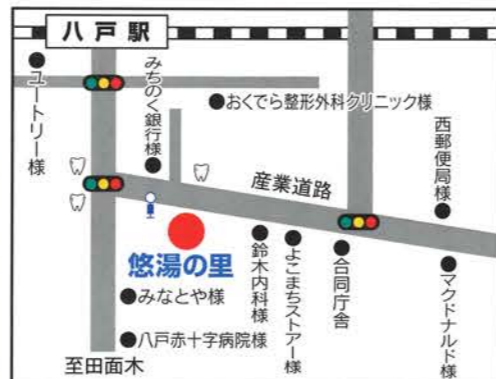 八戸駅
ユートリー様
みちのく銀行様
おくでら整形外科クリニック様
産業道路
西郵便局様
悠湯の里
鈴木内科様
よこまちストアー様
合同庁舎
マクドナルド様
みなとや様
八戸赤十字病院様
至田面木